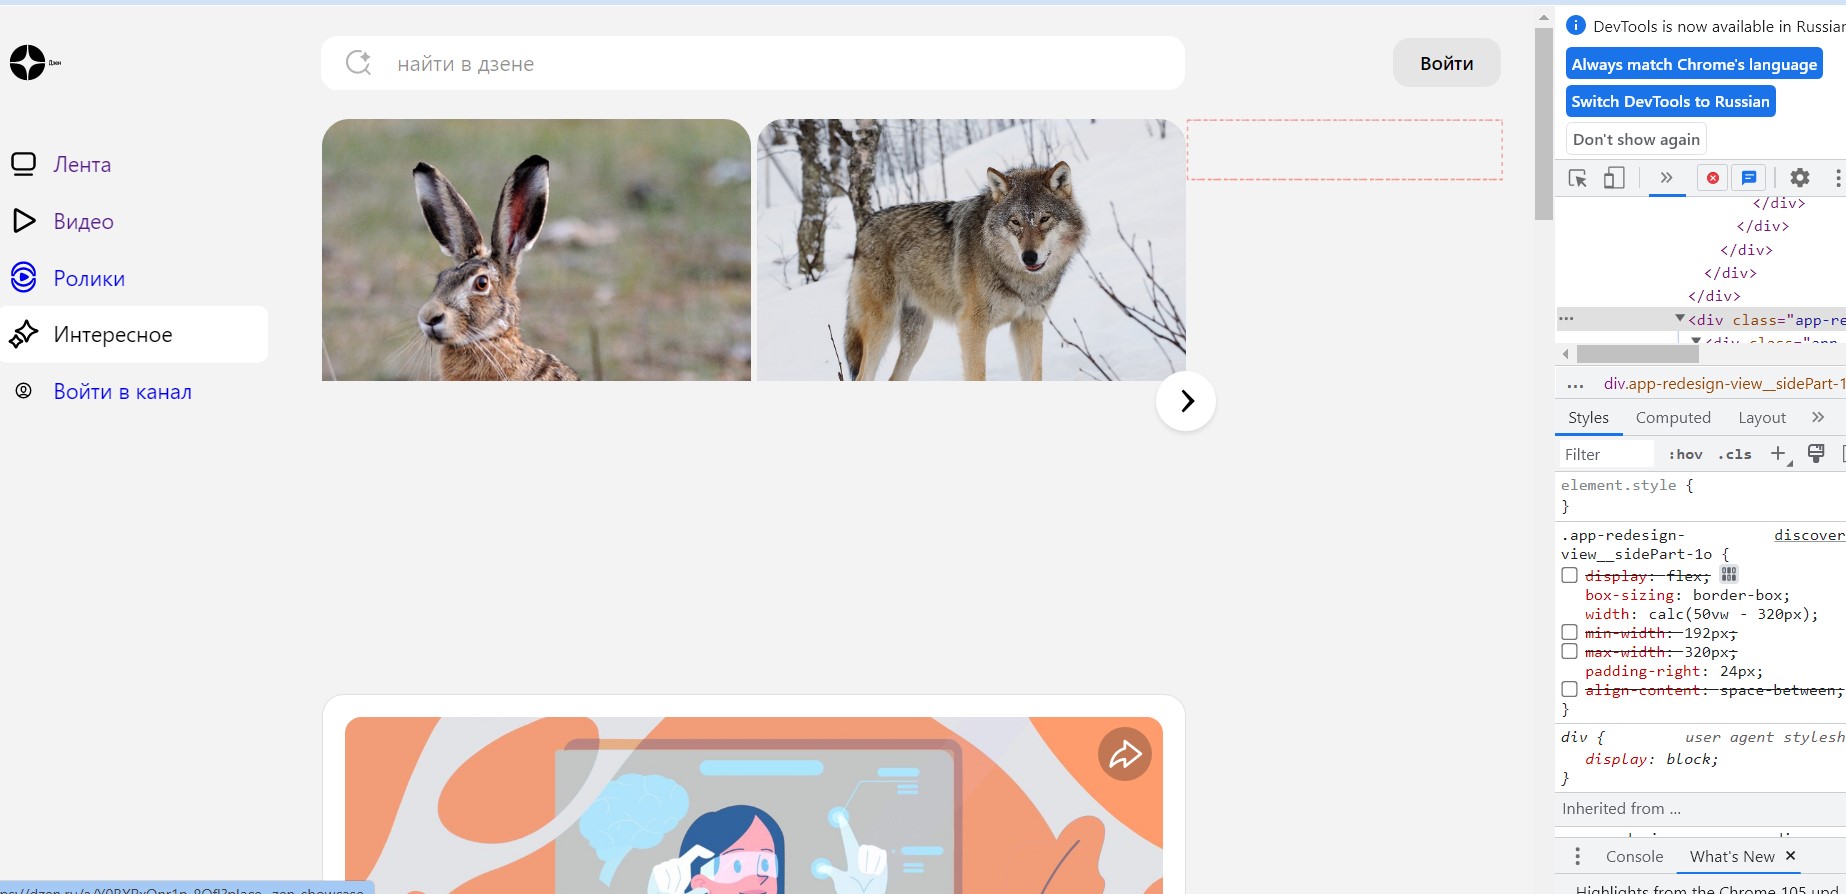 Дзен
найти в дзене
Войти
Лента
Видео
Ролики
Интересное
Войти в канал
DevTools is now available in Russian
Always match Chrome's language
Switch DevTools to Russian
Don't show again
</div>
</div>
</div>
</div>
</div>
... ▼<div class="app-re
... div.app-redesign-view__sidePart-1
Styles Computed Layout »
Filter :hov .cls +
element.style {
}
.app-redesign- discover
view__sidePart-1o {
display: flex;
box-sizing: border-box;
width: calc(50vw - 320px);
min-width: 192px;
max-width: 320px;
padding-right: 24px;
align-content: space-between;
}
div { user agent stylesh
display: block;
}
Inherited from ...
Console What's New ×
Highlights from the Chrome 105 upd